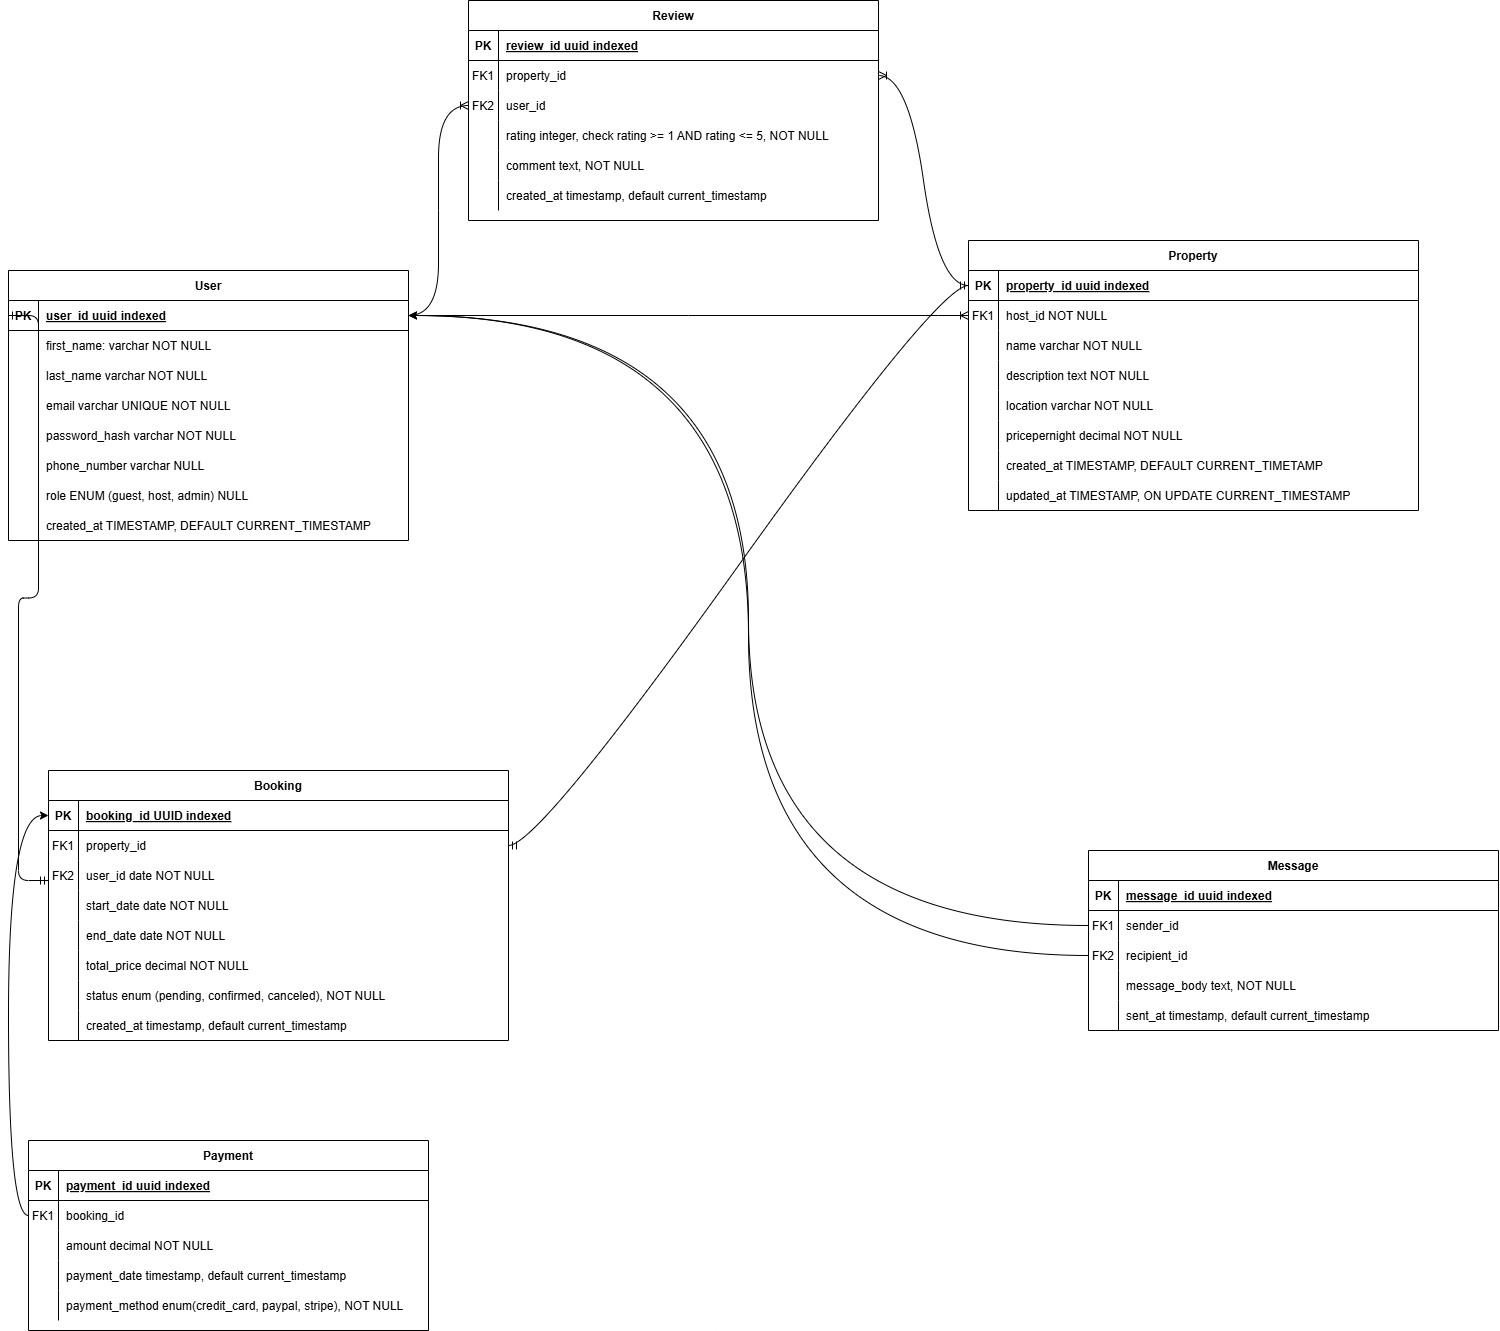 Review
PK review_id uuid indexed
FK1 property_id
FK2 user_id
rating integer, check rating >= 1 AND rating <= 5, NOT NULL
comment text, NOT NULL
created_at timestamp, default current_timestamp
Property
PK property_id uuid indexed
FK1 host_id NOT NULL
name varchar NOT NULL
description text NOT NULL
location varchar NOT NULL
pricepernight decimal NOT NULL
created_at TIMESTAMP, DEFAULT CURRENT_TIMETAMP
updated_at TIMESTAMP, ON UPDATE CURRENT_TIMESTAMP
User
PK user_id uuid indexed
first_name: varchar NOT NULL
last_name varchar NOT NULL
email varchar UNIQUE NOT NULL
password_hash varchar NOT NULL
phone_number varchar NULL
role ENUM (guest, host, admin) NULL
created_at TIMESTAMP, DEFAULT CURRENT_TIMESTAMP
Booking
PK booking_id UUID indexed
FK1 property_id
FK2 user_id date NOT NULL
start_date date NOT NULL
end_date date NOT NULL
total_price decimal NOT NULL
status enum (pending, confirmed, canceled), NOT NULL
created_at timestamp, default current_timestamp
Message
PK message_id uuid indexed
FK1 sender_id
FK2 recipient_id
message_body text, NOT NULL
sent_at timestamp, default current_timestamp
Payment
PK payment_id uuid indexed
FK1 booking_id
amount decimal NOT NULL
payment_date timestamp, default current_timestamp
payment_method enum(credit_card, paypal, stripe), NOT NULL